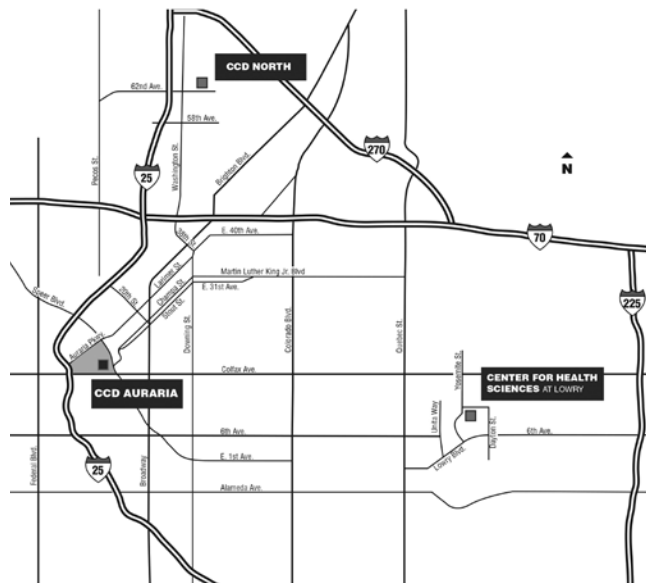 CCD NORTH
62nd Ave.
58th Ave.
Pecos St.
Washington St.
Brighton Blvd.
270
25
N
38th St.
E. 40th Ave.
70
Larimer St.
Martin Luther King Jr. Blvd
Champa St.
E. 31st Ave.
Stout St.
Speer Blvd.
20th St.
225
Auraria Pkwy.
Downing St.
Colorado Blvd.
Quebec St.
Colfax Ave.
Yosemite St.
CENTER FOR HEALTH
SCIENCES AT LOWRY
CCD AURARIA
6th Ave.
Unita Way
Dayton St.
6th Ave.
Lowry Blvd.
E. 1st Ave.
25
Federal Blvd.
Broadway
Alameda Ave.